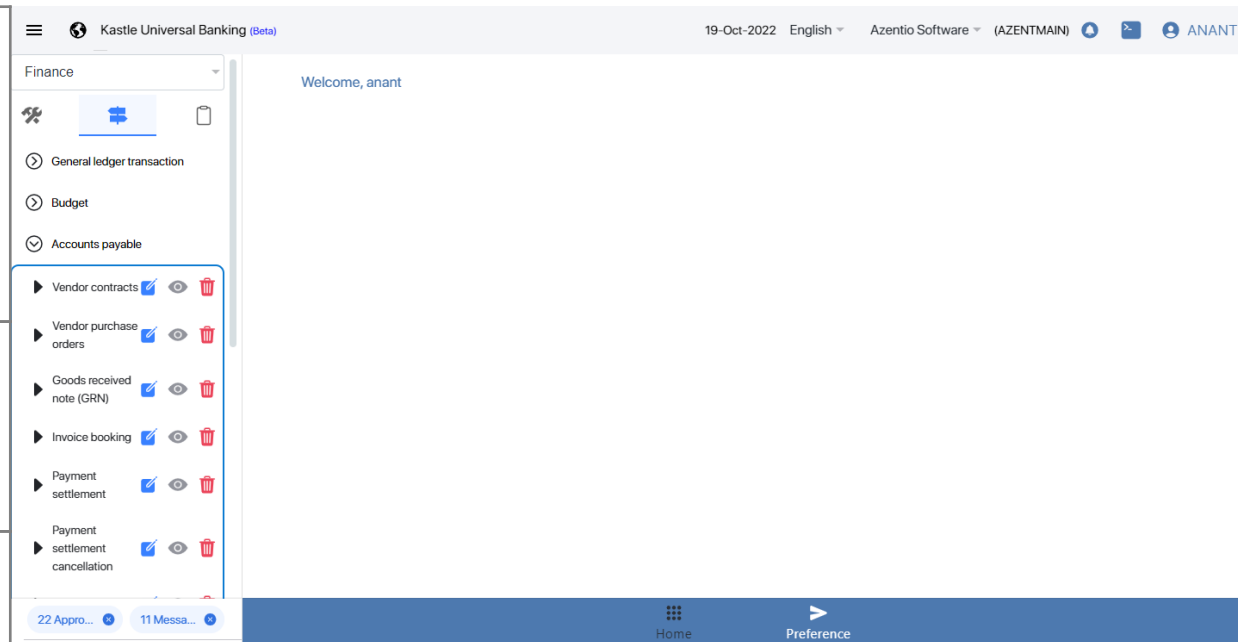 Kastle Universal Banking (Beta)
19-Oct-2022 English Azentio Software (AZENTMAIN) ANANT
Finance
Welcome, anant
General ledger transaction
Budget
Accounts payable
Vendor contracts
Vendor purchase
orders
Goods received
note (GRN)
Invoice booking
Payment
settlement
Payment
settlement
cancellation
22 Appro... 11 Messa...
Home Preference